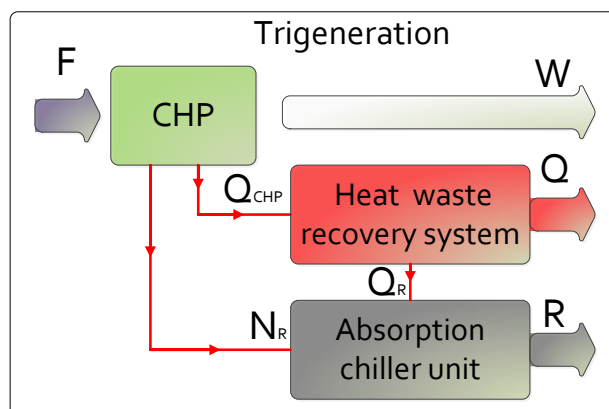 Trigeneration
F
W
CHP
QCHP
Heat waste
recovery system
Q
QR
NR
Absorption
chiller unit
R